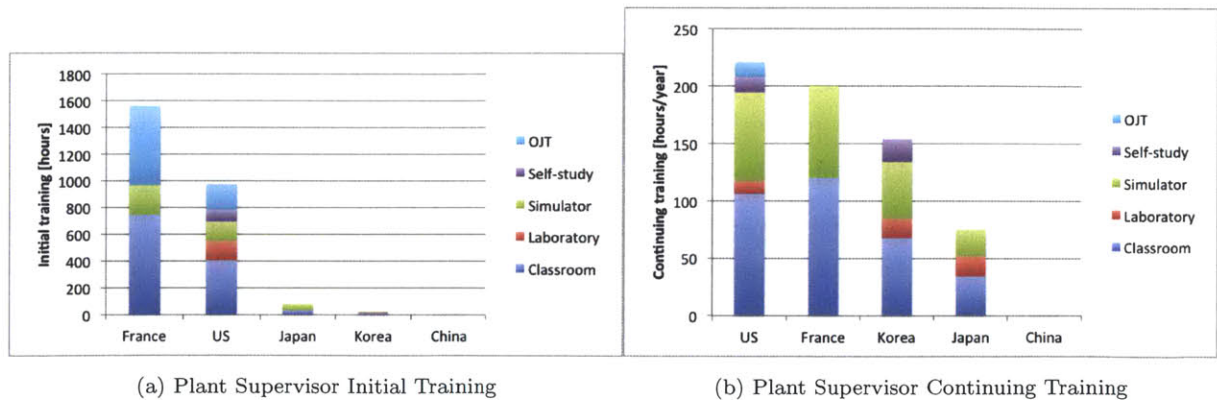 1800
1600
1400
1200
1000
800
600
400
200
0
Initial training [hours]
France US Japan Korea China
OJT
Self-study
Simulator
Laboratory
Classroom
(a) Plant Supervisor Initial Training
250
200
150
100
50
0
Continuing training [hours/year]
US France Korea Japan China
OJT
Self-study
Simulator
Laboratory
Classroom
(b) Plant Supervisor Continuing Training